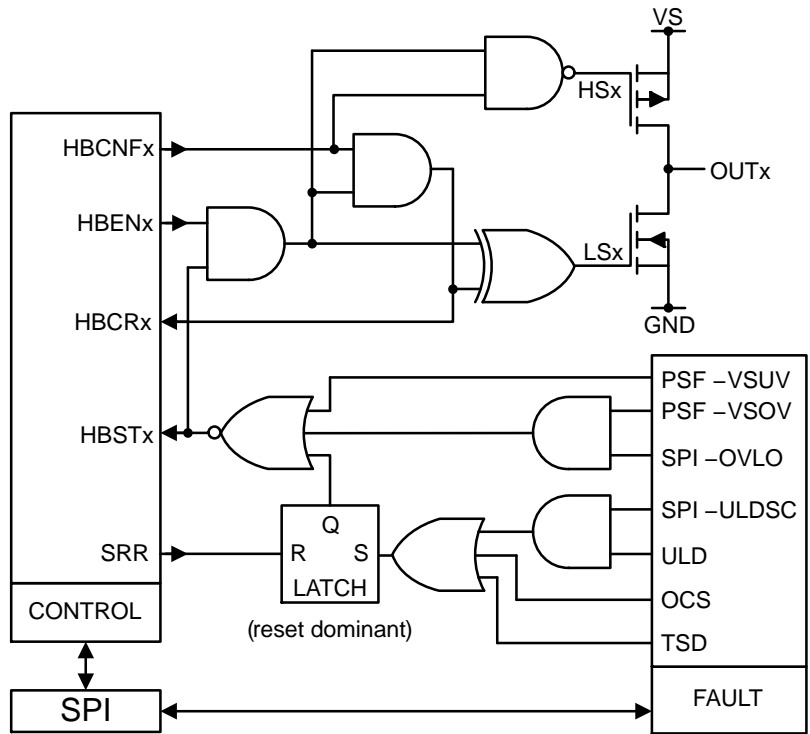 VS
HSx
HBCNFx
OUTx
HBENx
LSx
HBCRx
GND
PSF –VSUV
PSF –VSOV
HBSTx
SPI –OVLO
SPI –ULDSC
Q
SRR
R S
ULD
LATCH
OCS
CONTROL
(reset dominant)
TSD
FAULT
SPI